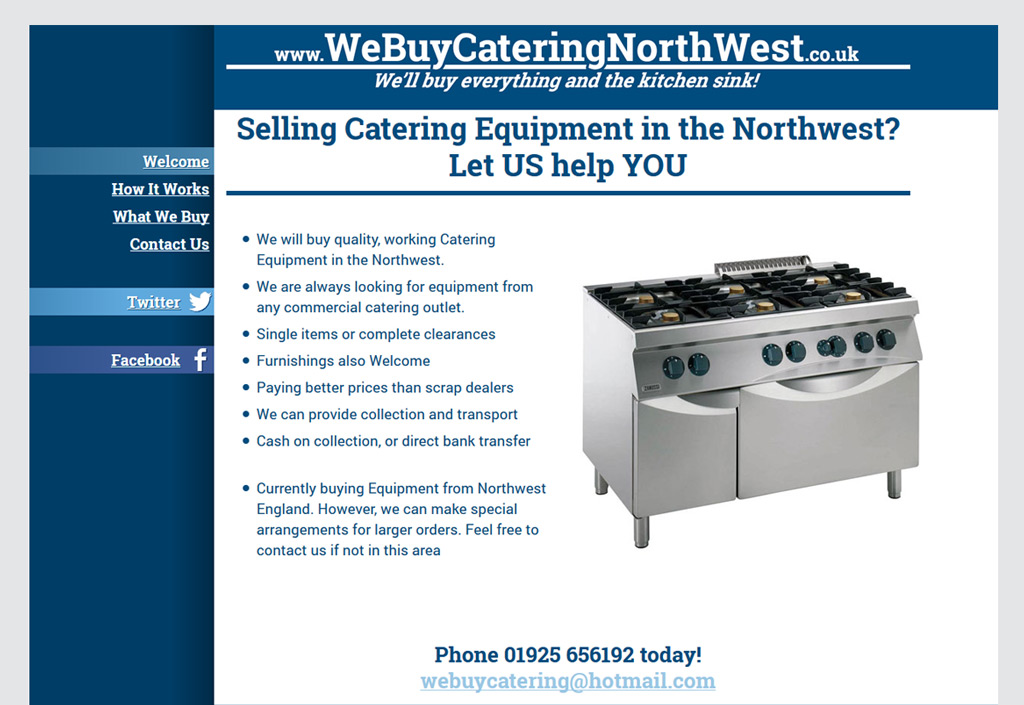 www.WeBuyCateringNorthWest.co.uk
We'll buy everything and the kitchen sink!
Welcome
How It Works
What We Buy
Contact Us
Twitter
Facebook
Selling Catering Equipment in the Northwest?
Let US help YOU
• We will buy quality, working Catering
Equipment in the Northwest.
• We are always looking for equipment from
any commercial catering outlet.
• Single items or complete clearances
• Furnishings also Welcome
• Paying better prices than scrap dealers
• We can provide collection and transport
• Cash on collection, or direct bank transfer
• Currently buying Equipment from Northwest
England. However, we can make special
arrangements for larger orders. Feel free to
contact us if not in this area
Phone 01925 656192 today!
webuycatering@hotmail.com